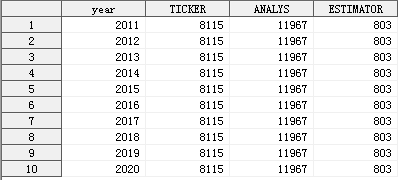 year TICKER ANALYS ESTIMATOR
1 2011 8115 11967 803
2 2012 8115 11967 803
3 2013 8115 11967 803
4 2014 8115 11967 803
5 2015 8115 11967 803
6 2016 8115 11967 803
7 2017 8115 11967 803
8 2018 8115 11967 803
9 2019 8115 11967 803
10 2020 8115 11967 803